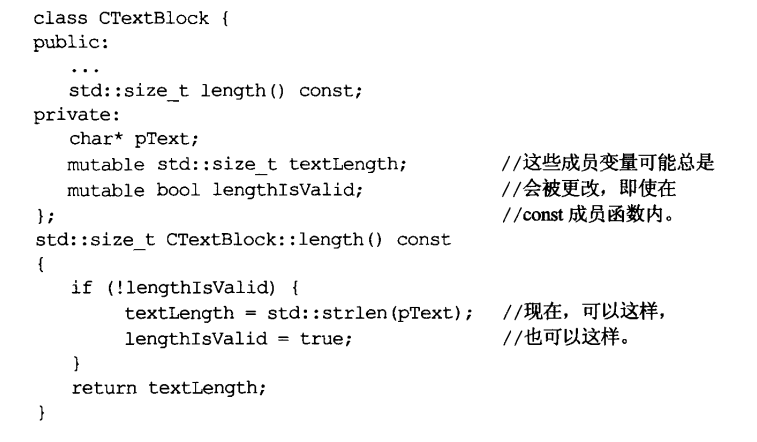 class CTextBlock {
public:
...
std::size_t length() const;
private:
char* pText;
mutable std::size_t textLength; //这些成员变量可能总是
mutable bool lengthIsValid; //会被更改，即使在
}; //const 成员函数内。
std::size_t CTextBlock::length() const
{
if (!lengthIsValid) {
textLength = std::strlen(pText); //现在，可以这样，
lengthIsValid = true; //也可以这样。
}
return textLength;
}